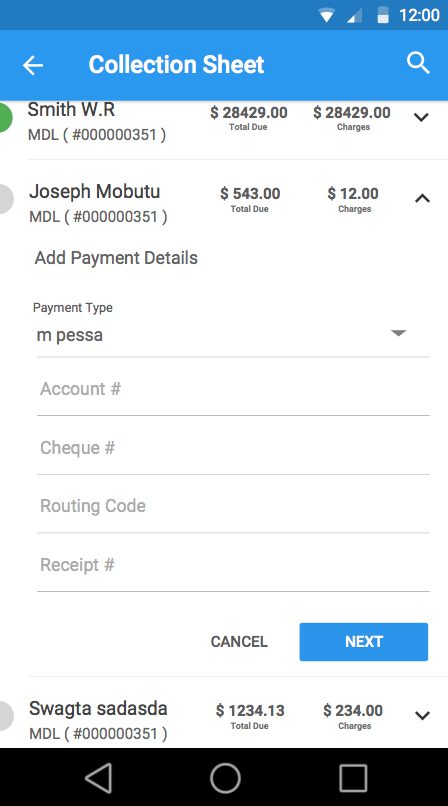 12:00
Collection Sheet
Smith W.R $ 28429.00 $ 28429.00
MDL ( #000000351 ) Total Due Charges
Joseph Mobutu $ 543.00 $ 12.00
MDL ( #000000351 ) Total Due Charges
Add Payment Details
Payment Type
m pessa
Account #
Cheque #
Routing Code
Receipt #
CANCEL NEXT
Swagta sadasda $ 1234.13 $ 234.00
MDL ( #000000351 ) Total Due Charges